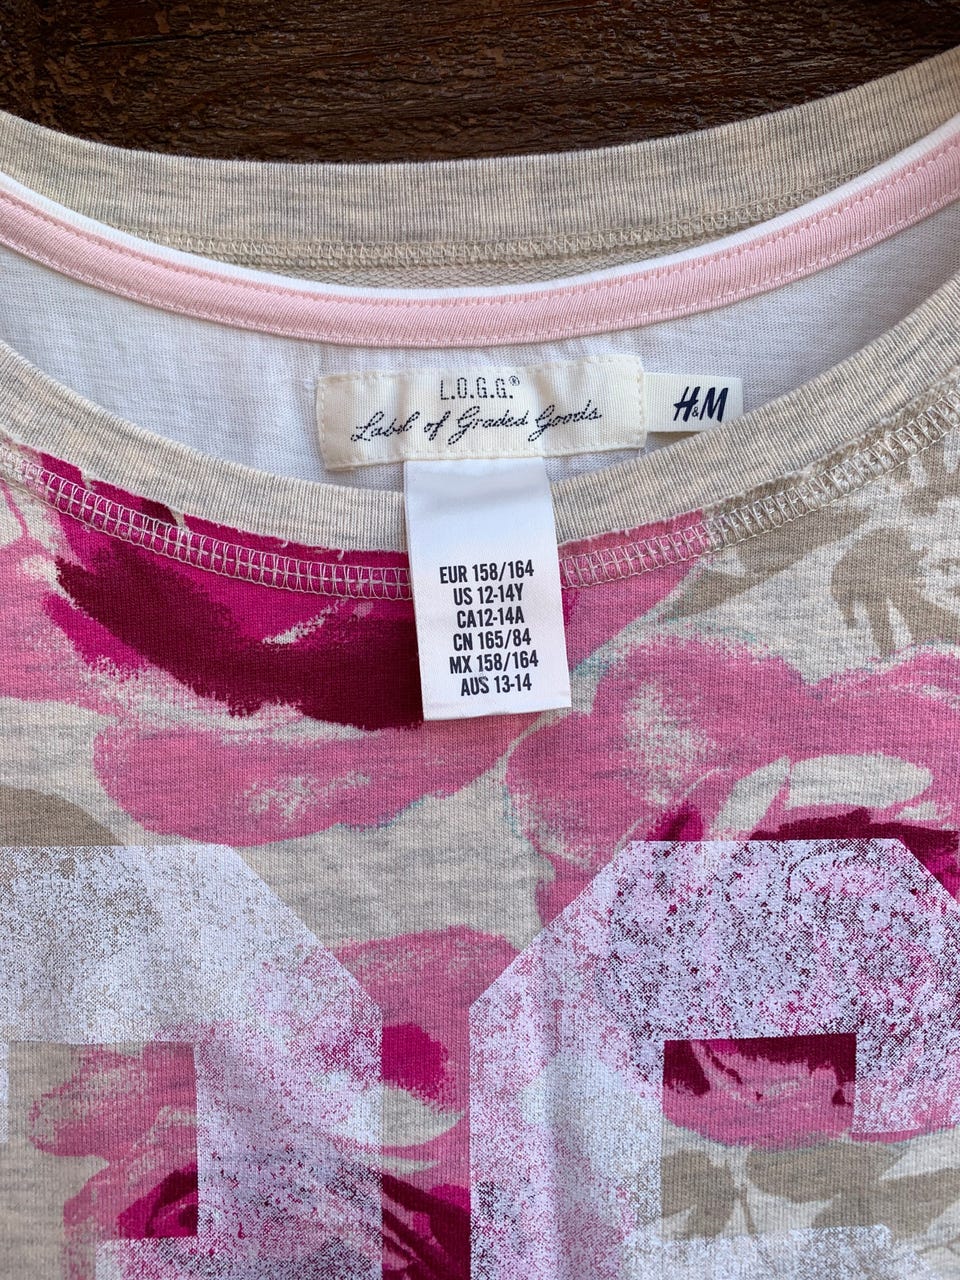 L.O.G.G.®
Label of Graded Goods
H&M
EUR 158/164
US 12-14Y
CA12-14A
CN 165/84
MX 158/164
AUS 13-14